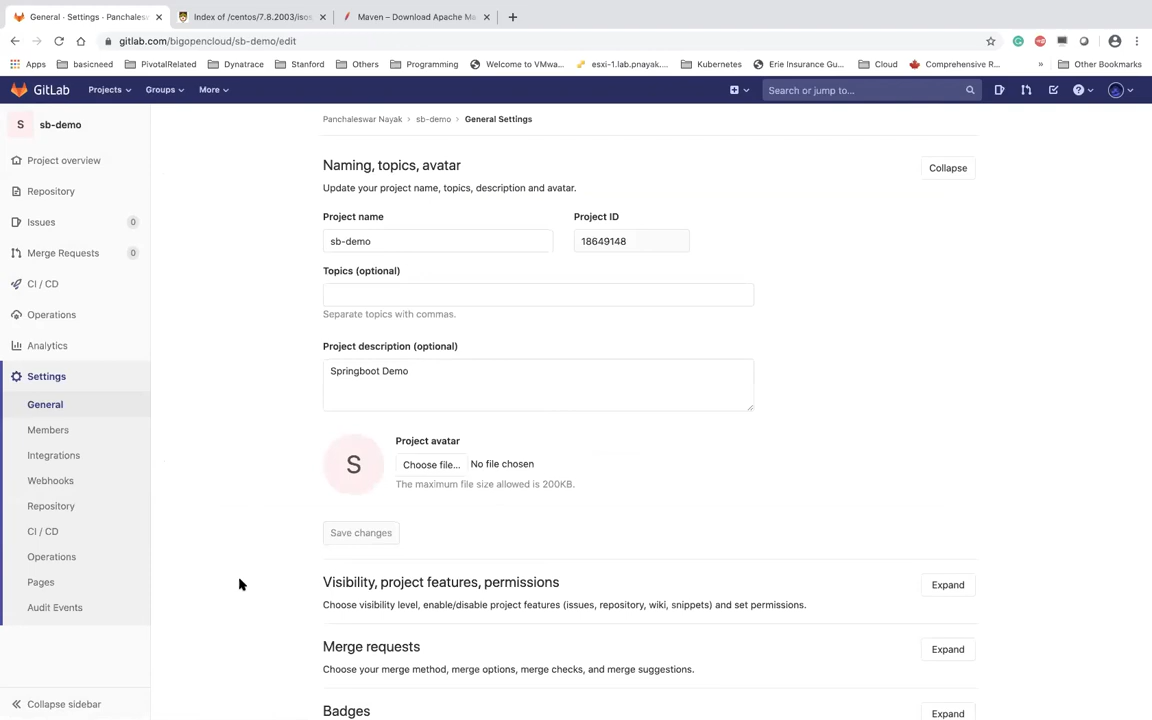 General · Settings · Panchalesw
Index of /centos/7.8.2003/isos
Maven – Download Apache Ma
gitlab.com/bigopencloud/sb-demo/edit
Apps basicneed PivotalRelated Dynatrace Stanford Others Programming Welcome to VMwa... esxi-1.lab.pnayak.... Kubernetes Erie Insurance Gu... Cloud Comprehensive R... » Other Bookmarks
GitLab Projects Groups More Search or jump to...
S sb-demo
Project overview
Repository
Issues 0
Merge Requests 0
CI / CD
Operations
Analytics
Settings
General
Members
Integrations
Webhooks
Repository
CI / CD
Operations
Pages
Audit Events
Collapse sidebar
Panchaleswar Nayak › sb-demo › General Settings
Naming, topics, avatar
Collapse
Update your project name, topics, description and avatar.
Project name Project ID
sb-demo 18649148
Topics (optional)
Separate topics with commas.
Project description (optional)
Springboot Demo
S
Project avatar
Choose file... No file chosen
The maximum file size allowed is 200KB.
Save changes
Visibility, project features, permissions
Expand
Choose visibility level, enable/disable project features (issues, repository, wiki, snippets) and set permissions.
Merge requests
Expand
Choose your merge method, merge options, merge checks, and merge suggestions.
Badges
Expand